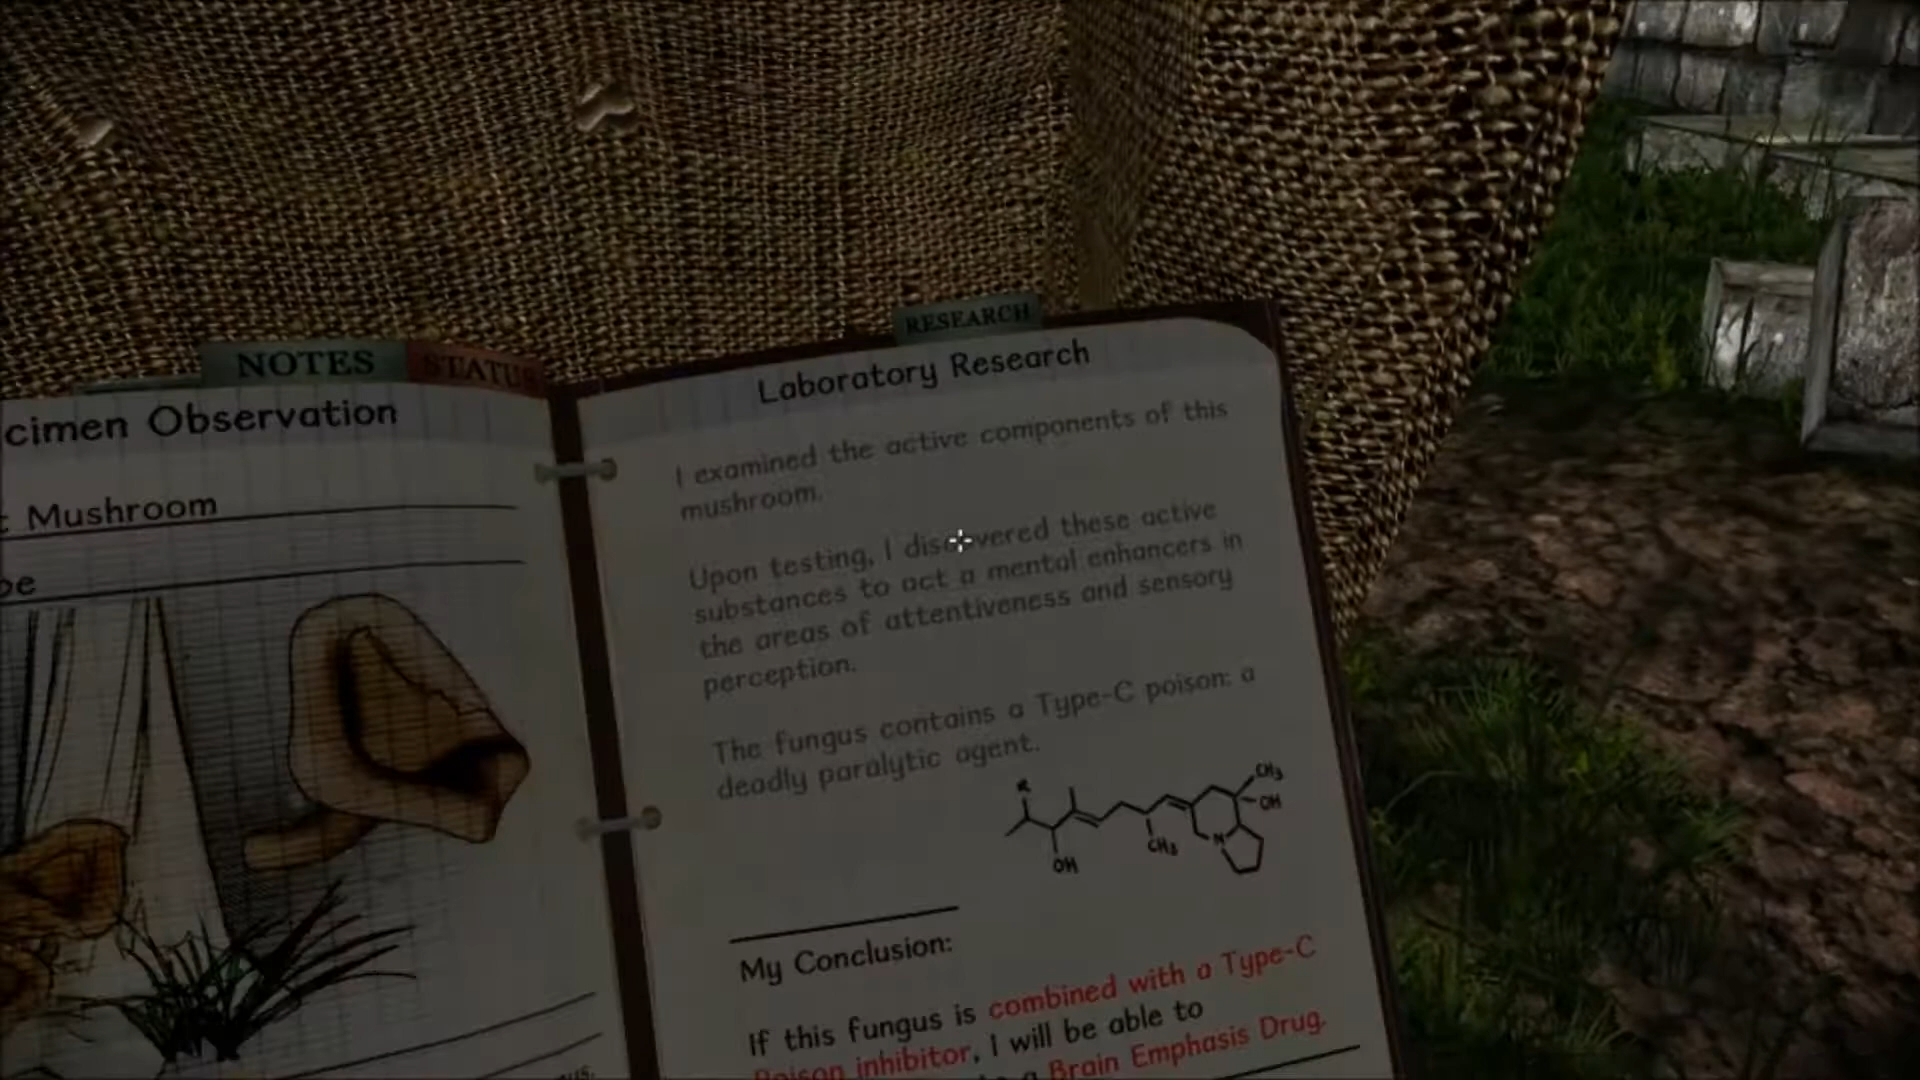 NOTES
STATUS
RESEARCH
cimen Observation
Mushroom
Laboratory Research
I examined the active components of this
mushroom.
Upon testing, I discovered these active
substances to act a mental enhancers in
the areas of attentiveness and sensory
perception.
The fungus contains a Type-C poison: a
deadly paralytic agent.
R
CH3
OH
OH
CH3
N
My Conclusion:
If this fungus is combined with a Type-C
Poison inhibitor, I will be able to
a Brain Emphasis Drug.